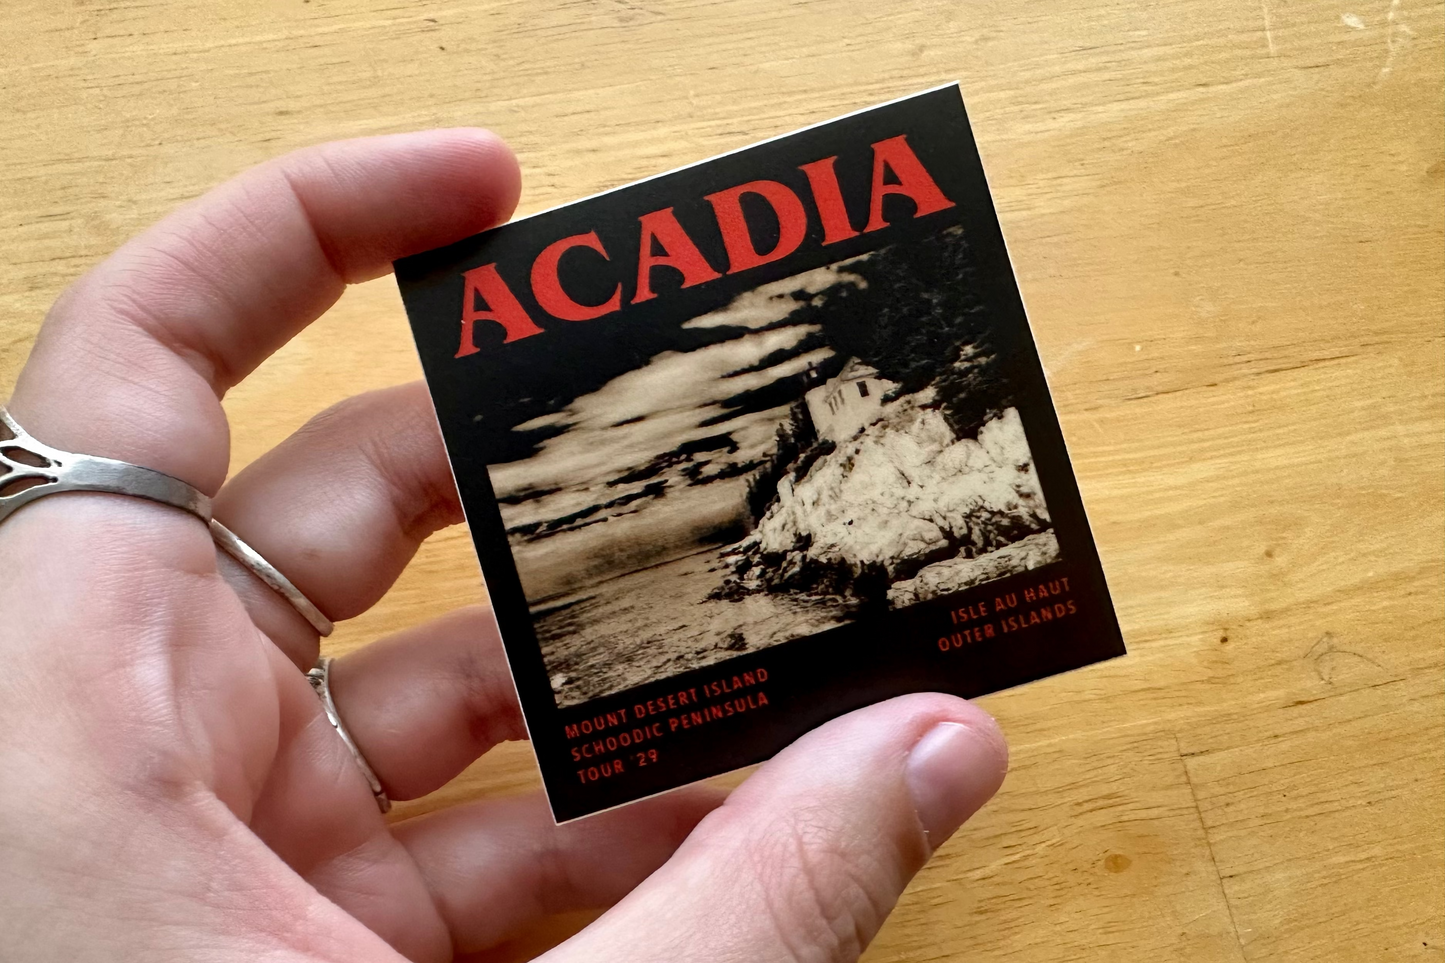 ACADIA
MOUNT DESERT ISLAND
SCHOODIC PENINSULA
TOUR '29
ISLE AU HAUT
OUTER ISLANDS